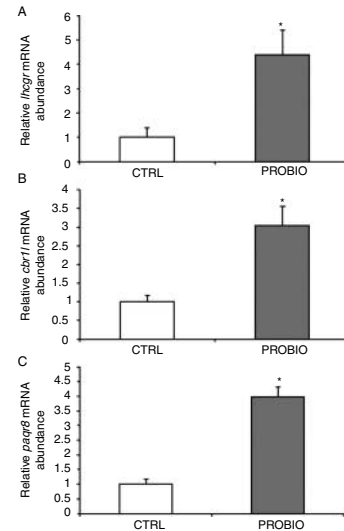 A
Relative lhcgr mRNA
abundance
6
5
4
3
2
1
0
*
CTRL
PROBIO
B
Relative cbr1l mRNA
abundance
4
3.5
3
2.5
2
1.5
1
0.5
0
*
CTRL
PROBIO
C
Relative paqr8 mRNA
abundance
5
4.5
4
3.5
3
2.5
2
1.5
1
0.5
0
*
CTRL
PROBIO